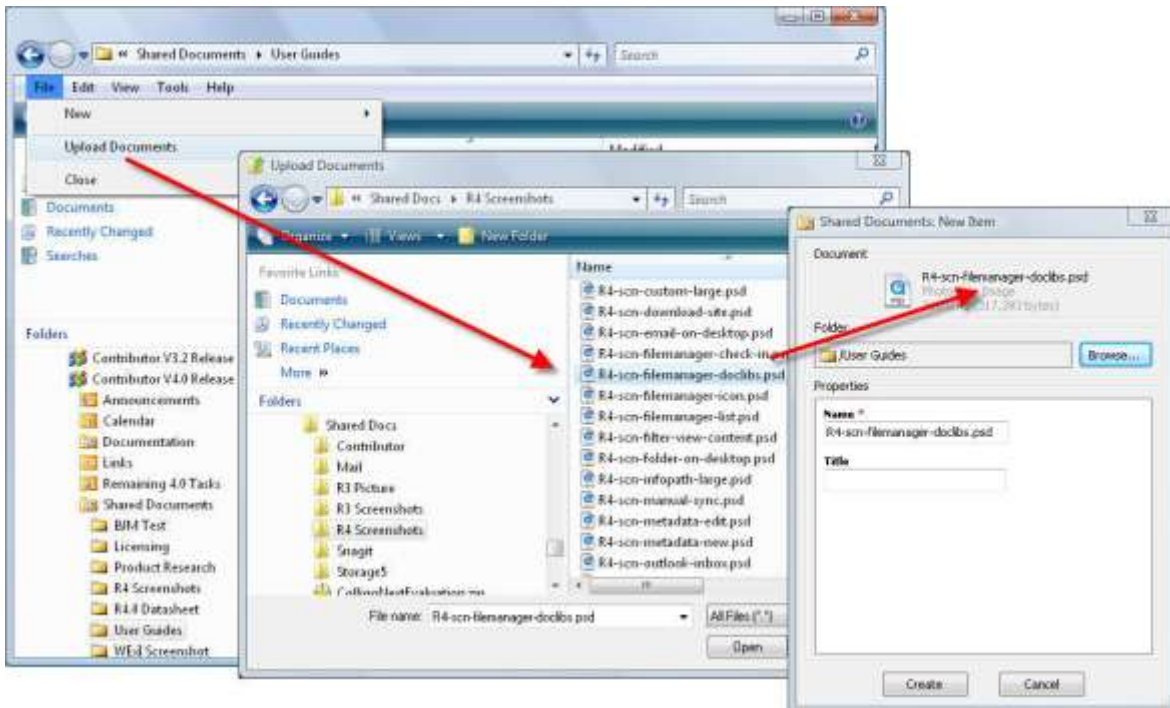 « Shared Documents ▸ User Guides
Search
File Edit View Tools Help
New
Upload Documents
Close
Modified
Documents
Recently Changed
Searches
Folders
Contributor V3.2 Release
Contributor V4.0 Release
Announcements
Calendar
Documentation
Links
Remaining 4.0 Tasks
Shared Documents
BIM Test
Licensing
Product Research
R4 Screenshots
R4.0 Datasheet
User Guides
Screenshot
Upload Documents
« Shared Docs ▸ R4 Screenshots
Search
Organize Views New Folder
Favorite Links
Documents
Recently Changed
Recent Places
More »
Folders
Shared Docs
Contributor
Mail
R3 Picture
R3 Screenshots
R4 Screenshots
Snagit
Storage5
Name
R4-scn-custom-large.psd
R4-scn-download-site.psd
R4-scn-email-on-desktop.psd
R4-scn-filemanager-check-in.psd
R4-scn-filemanager-doclibs.psd
R4-scn-filemanager-icon.psd
R4-scn-filemanager-list.psd
R4-scn-filter-view-content.psd
R4-scn-folder-on-desktop.psd
R4-scn-infopath-large.psd
R4-scn-manual-sync.psd
R4-scn-metadata-edit.psd
R4-scn-metadata-new.psd
R4-scn-outlook-inbox.psd
File name: R4-scn-filemanager-doclibs.psd
All Files (*.*)
Open
Shared Documents: New Item
Document
R4-scn-filemanager-doclibs.psd
Folder
/User Guides
Browse...
Properties
Name *
R4-scn-filemanager-doclibs.psd
Title
Create Cancel